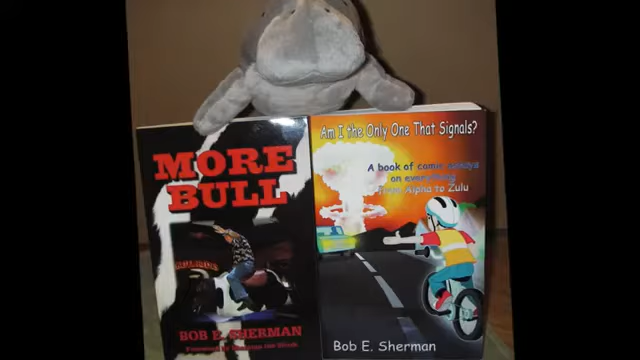 MORE
BULL
BOB E. SHERMAN
Am I the Only One That Signals?
A book of comic essays
on everything
from Alpha to Zulu
Bob E. Sherman